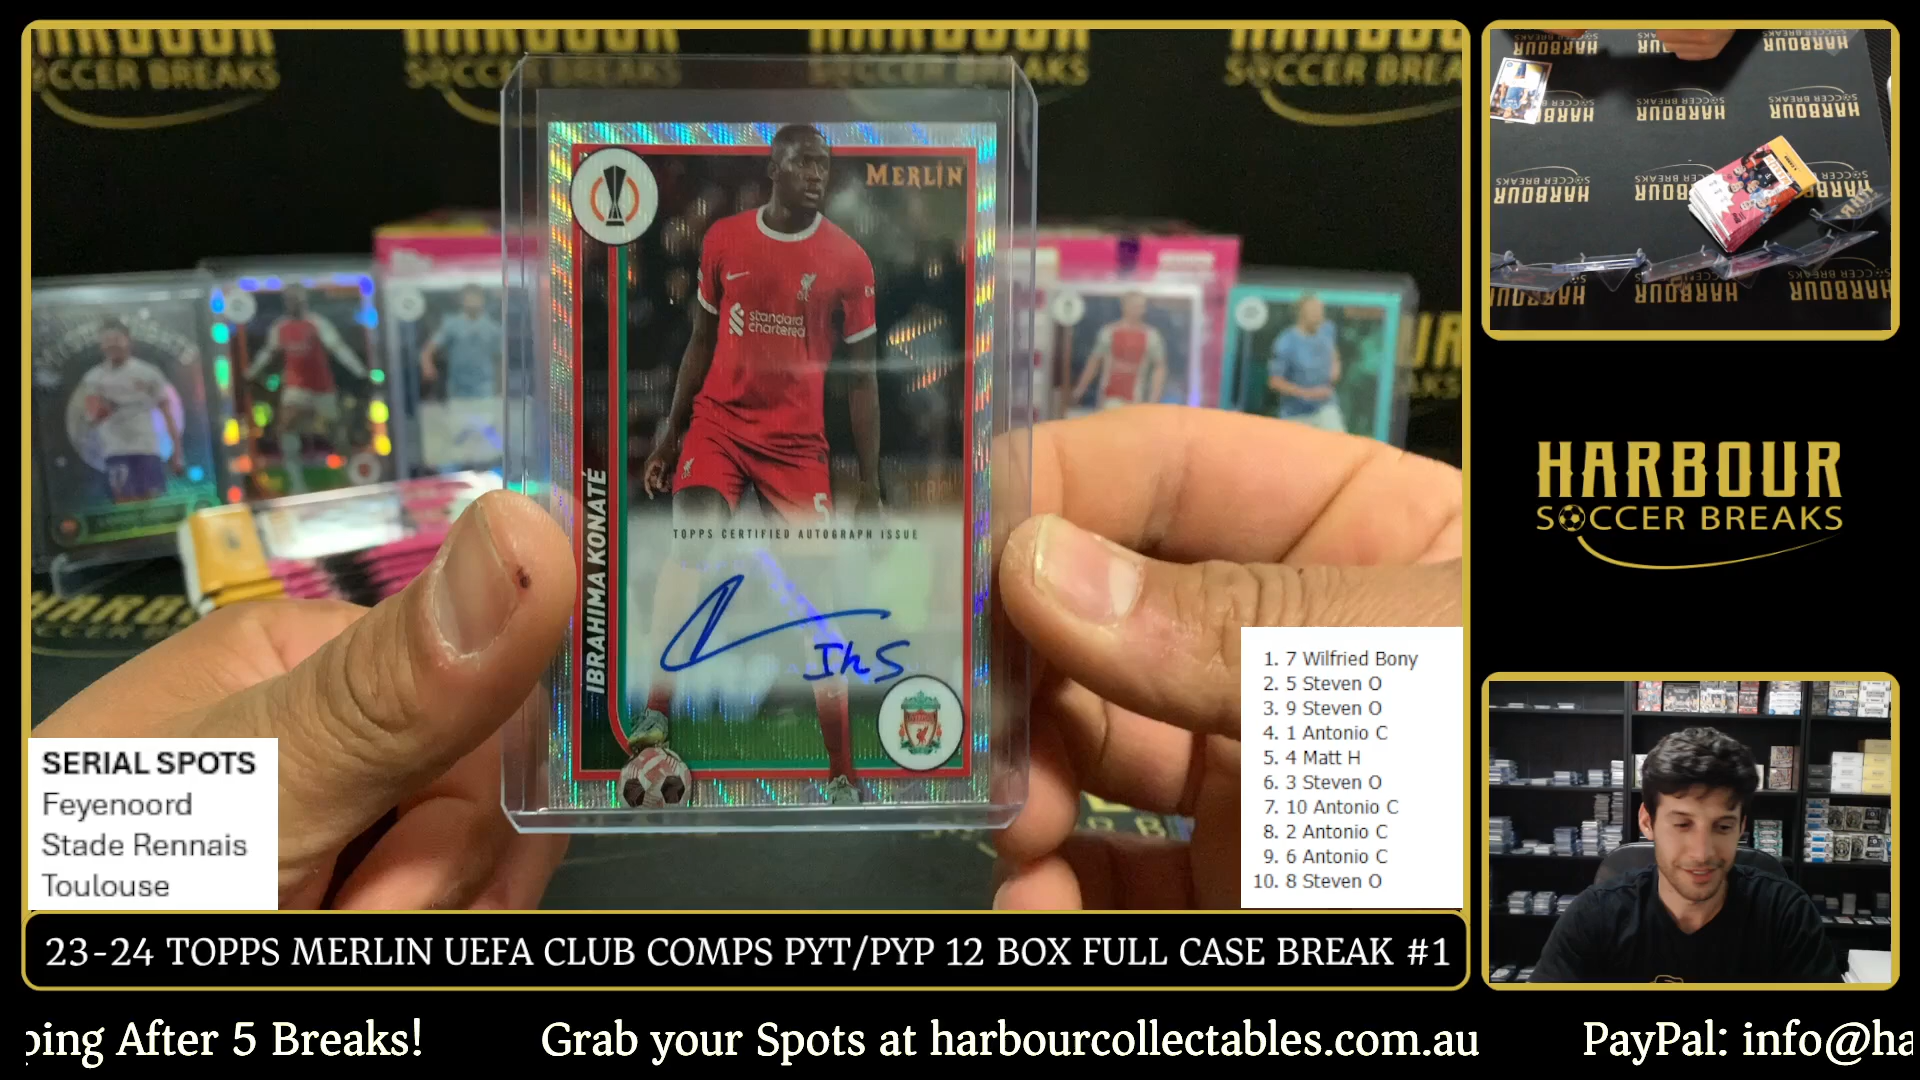 HARBOUR
SOCCER BREAKS
MERLIN
standard
chartered
5
IBRAHIMA KONATÉ
TOPPS CERTIFIED AUTOGRAPH ISSUE
HARBOUR
SOCCER BREAKS
SERIAL SPOTS
Feyenoord
Stade Rennais
Toulouse
1. 7 Wilfried Bony
2. 5 Steven O
3. 9 Steven O
4. 1 Antonio C
5. 4 Matt H
6. 3 Steven O
7. 10 Antonio C
8. 2 Antonio C
9. 6 Antonio C
10. 8 Steven O
23-24 TOPPS MERLIN UEFA CLUB COMPS PYT/PYP 12 BOX FULL CASE BREAK #1
ping After 5 Breaks! Grab your Spots at harbourcollectables.com.au PayPal: info@ha